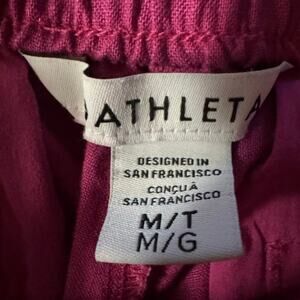 ATHLETA
DESIGNED IN
SAN FRANCISCO
CONÇU À
SAN FRANCISCO
M/T
M/G